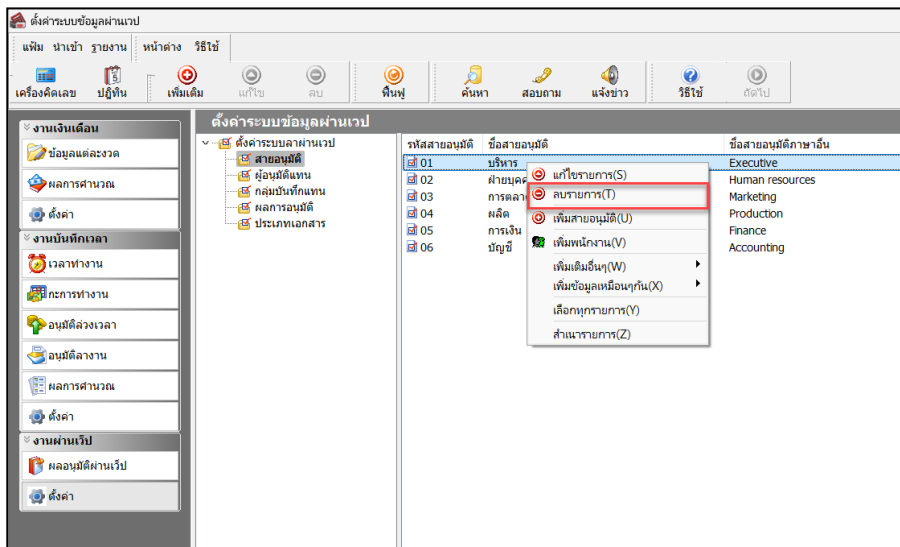 ตั้งค่าระบบข้อมูลผ่านเวป
แฟ้ม นำเข้า รายงาน หน้าต่าง วิธีใช้
เครื่องคิดเลข ปฏิทิน เพิ่มเติม แก้ไข ลบ ฟื้นฟู ค้นหา สอบถาม แจ้งข่าว วิธีใช้ ถัดไป
งานเงินเดือน
ข้อมูลแต่ละงวด
ผลการคำนวณ
ตั้งค่า
งานบันทึกเวลา
เวลาทำงาน
กะการทำงาน
อนุมัติล่วงเวลา
อนุมัติลางาน
ผลการคำนวณ
ตั้งค่า
งานผ่านเว็ป
ผลอนุมัติผ่านเว็ป
ตั้งค่า
ตั้งค่าระบบข้อมูลผ่านเวป
ตั้งค่าระบบลาผ่านเวป
สายอนุมัติ
ผู้อนุมัติแทน
กลุ่มบันทึกแทน
ผลการอนุมัติ
ประเภทเอกสาร
รหัสสายอนุมัติ ชื่อสายอนุมัติ ชื่อสายอนุมัติภาษาอื่น
01 บริหาร Executive
02 Human resources
03 Marketing
04 ผลิต Production
05 การเงิน Finance
06 บัญชี Accounting
แก้ไขรายการ(S)
ลบรายการ(T)
เพิ่มสายอนุมัติ(U)
เพิ่มพนักงาน(V)
เพิ่มเติมอื่นๆ(W)
เพิ่มข้อมูลเหมือนๆกัน(X)
เลือกทุกรายการ(Y)
สำเนารายการ(Z)